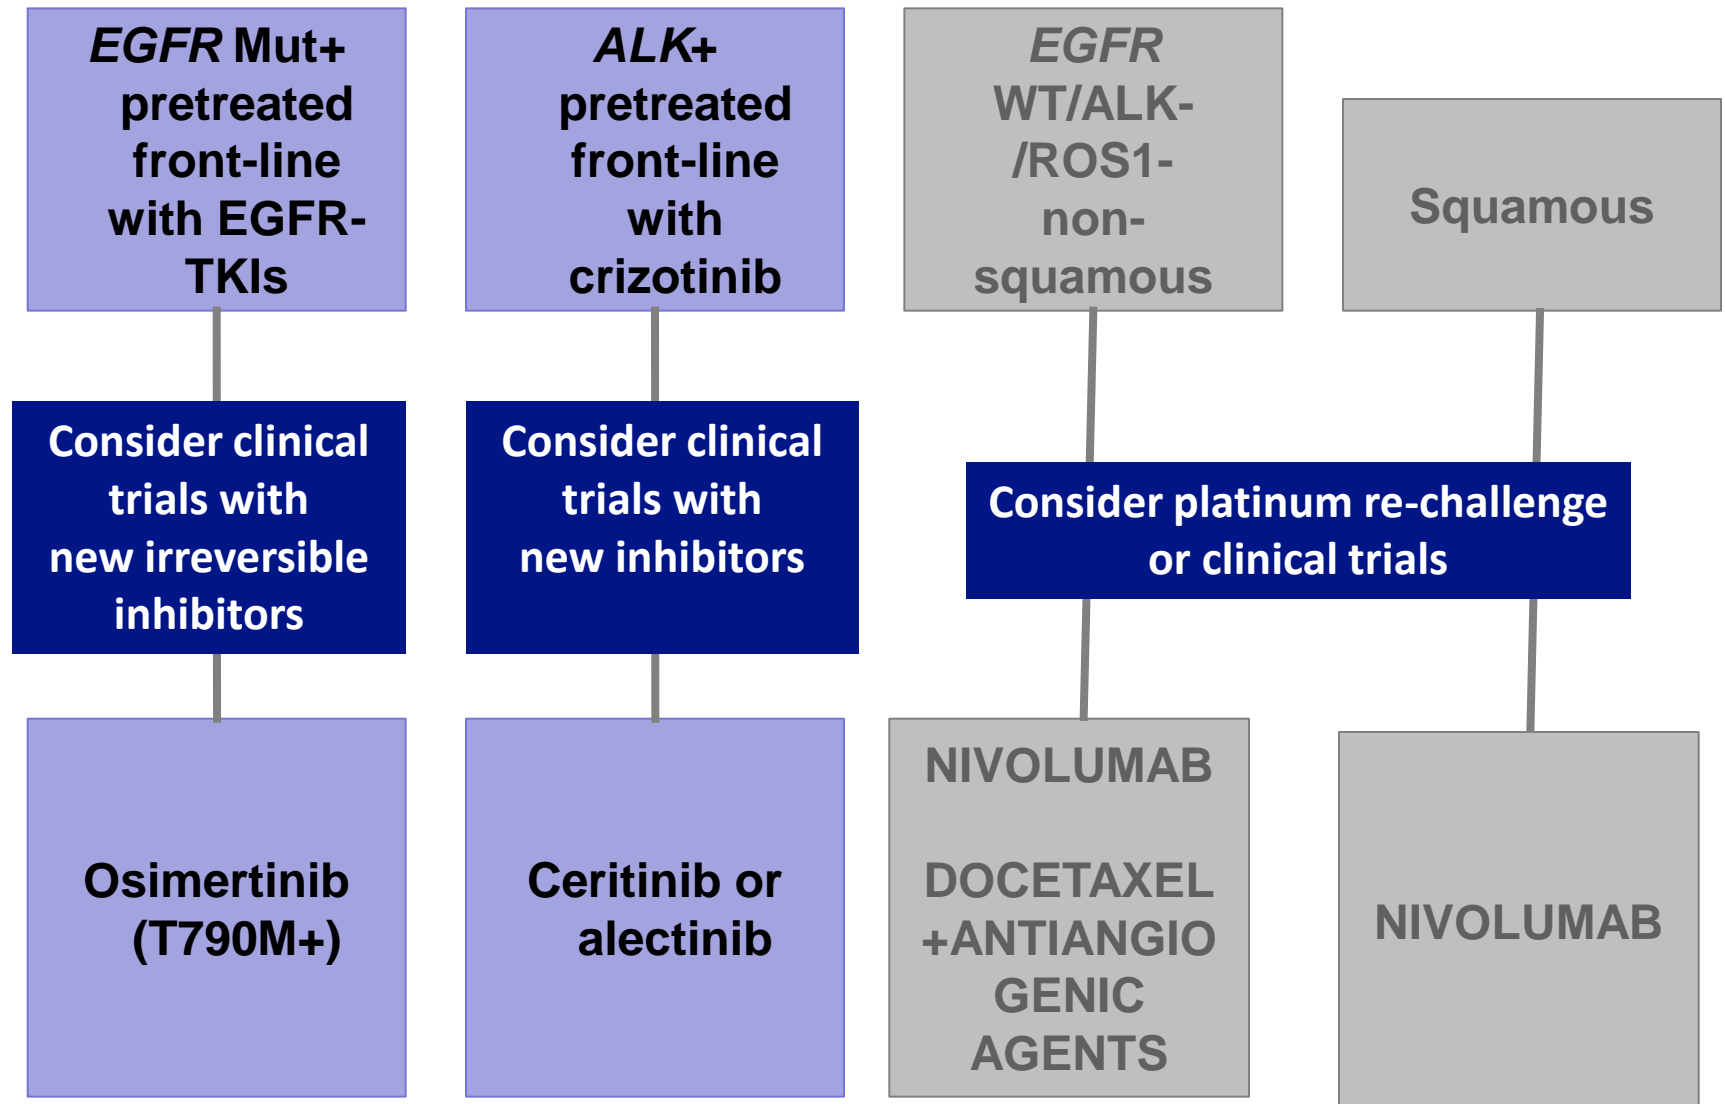 EGFR Mut+
pretreated
front-line
with EGFR-
TKIs
ALK+
pretreated
front-line
with
crizotinib
EGFR
WT/ALK-
/ROS1-
non-
squamous
Squamous
Consider clinical
trials with
new irreversible
inhibitors
Consider clinical
trials with
new inhibitors
Consider platinum re-challenge
or clinical trials
Osimertinib
(T790M+)
Ceritinib or
alectinib
NIVOLUMAB
DOCETAXEL
+ANTIANGIO
GENIC
AGENTS
NIVOLUMAB